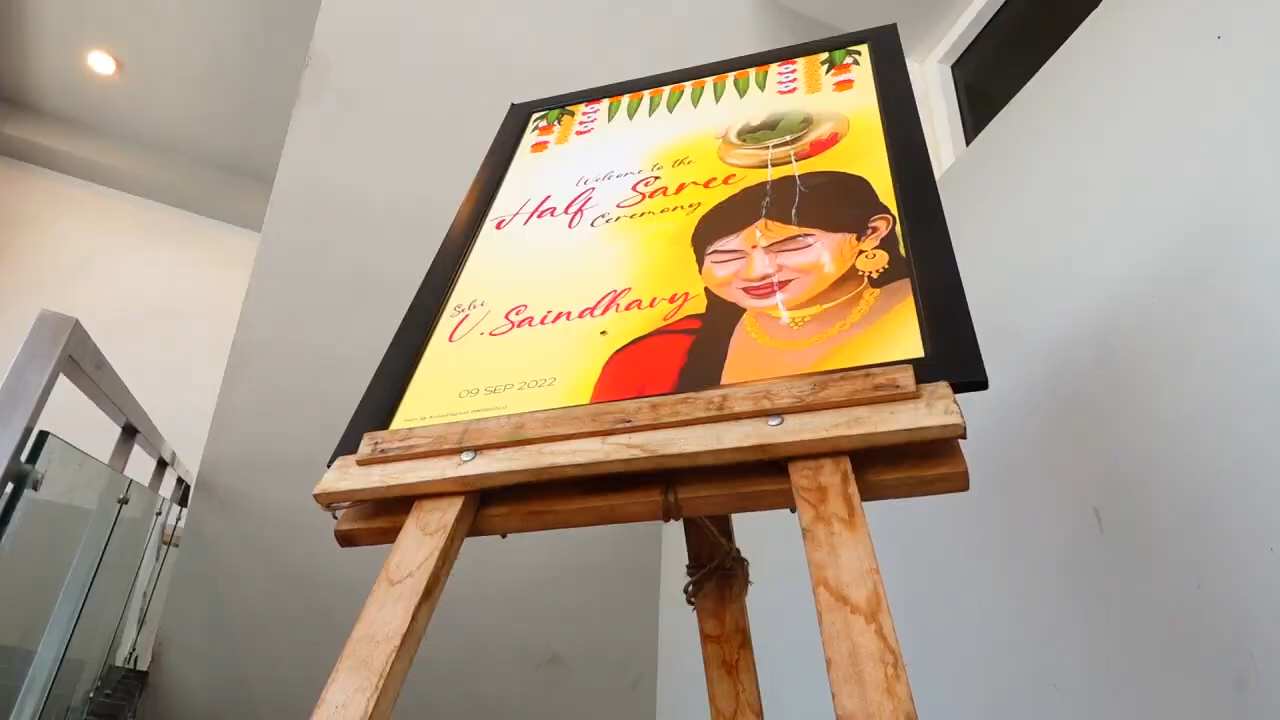 Welcome to the
Half Saree
Ceremony
Selvi
V. Saindhavy
09 SEP 2022